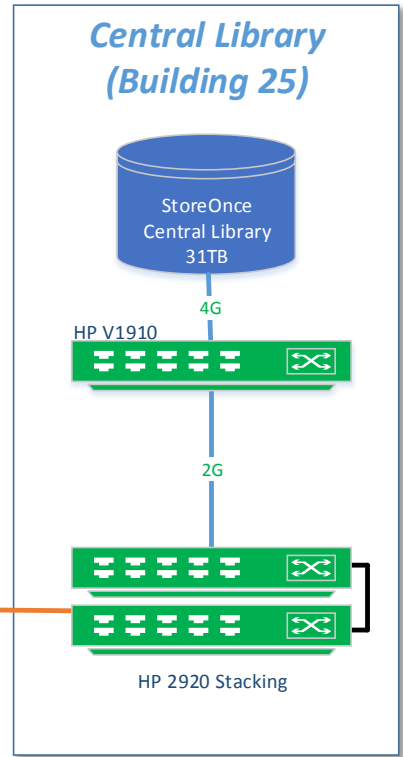 Central Library
(Building 25)
StoreOnce
Central Library
31TB
4G
HP V1910
2G
HP 2920 Stacking